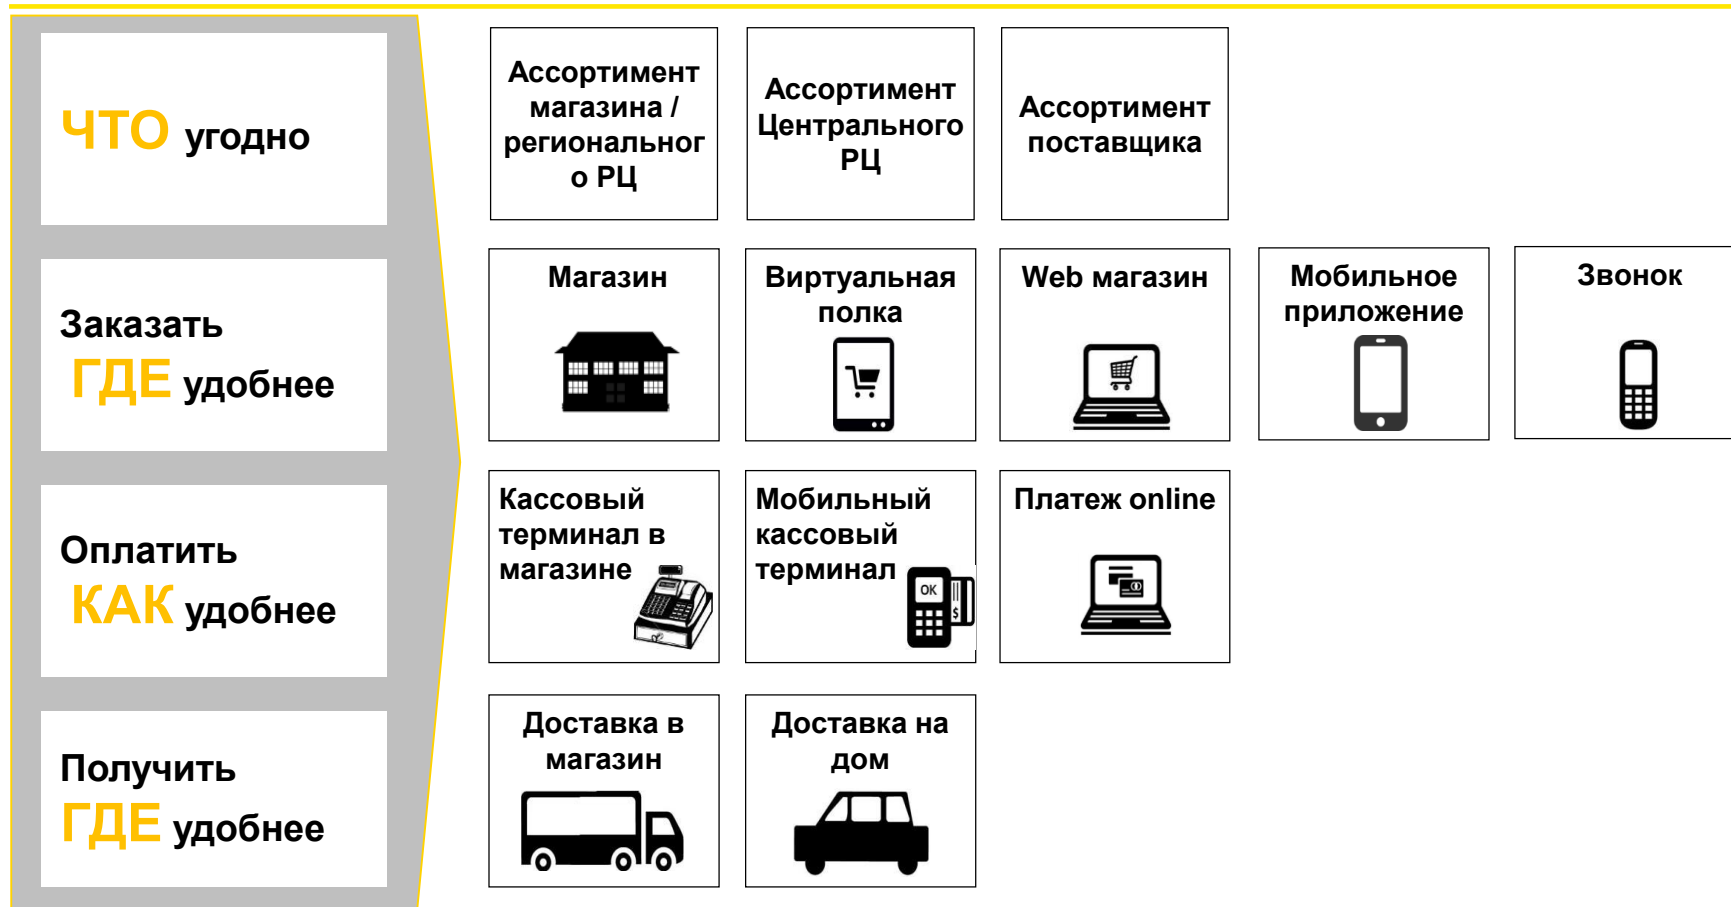 ЧТО угодно
Ассортимент
магазина /
региональног
о РЦ
Ассортимент
Центрального
РЦ
Ассортимент
поставщика
Заказать
ГДЕ удобнее
Магазин
Виртуальная
полка
Web магазин
Мобильное
приложение
Звонок
Оплатить
КАК удобнее
Кассовый
терминал в
магазине
Мобильный
кассовый
терминал
OK
$
Платеж online
Получить
ГДЕ удобнее
Доставка в
магазин
Доставка на
дом